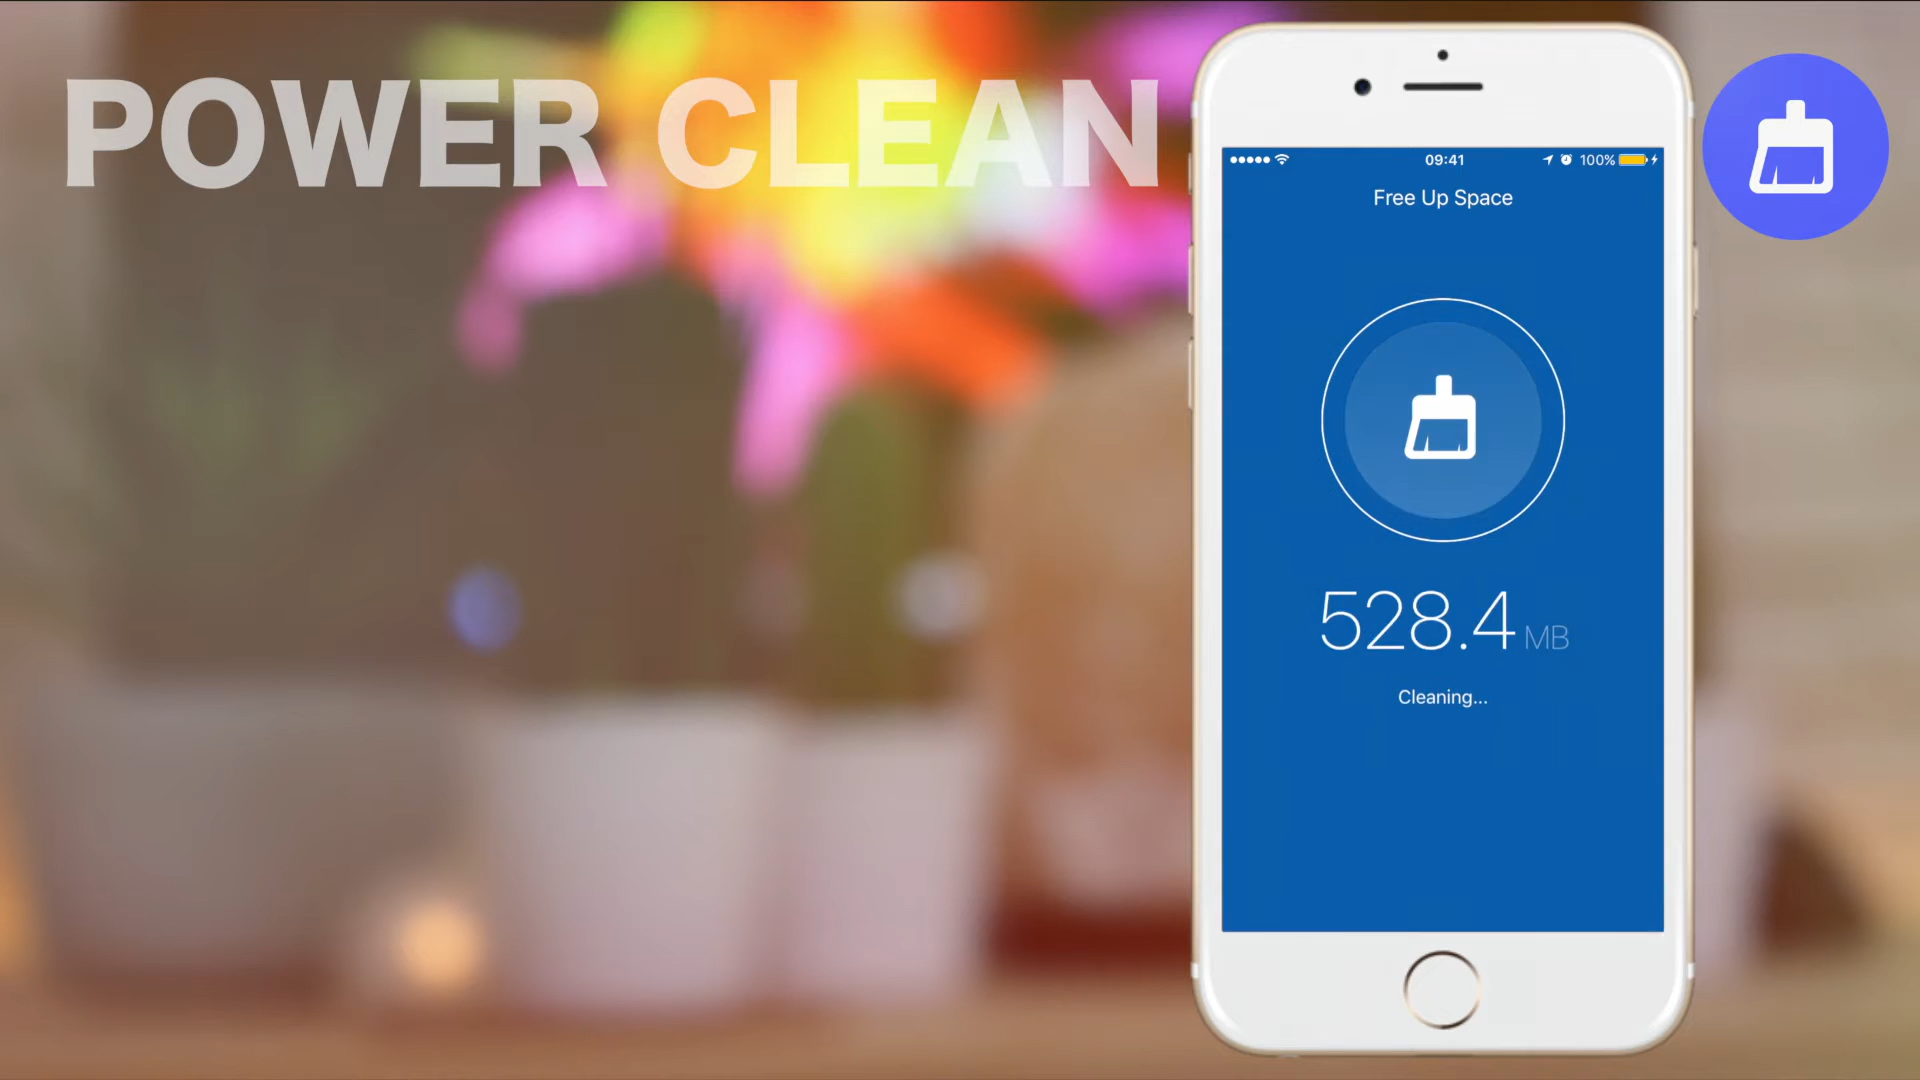 POWER CLEAN
09:41
100%
Free Up Space
528.4 MB
Cleaning...